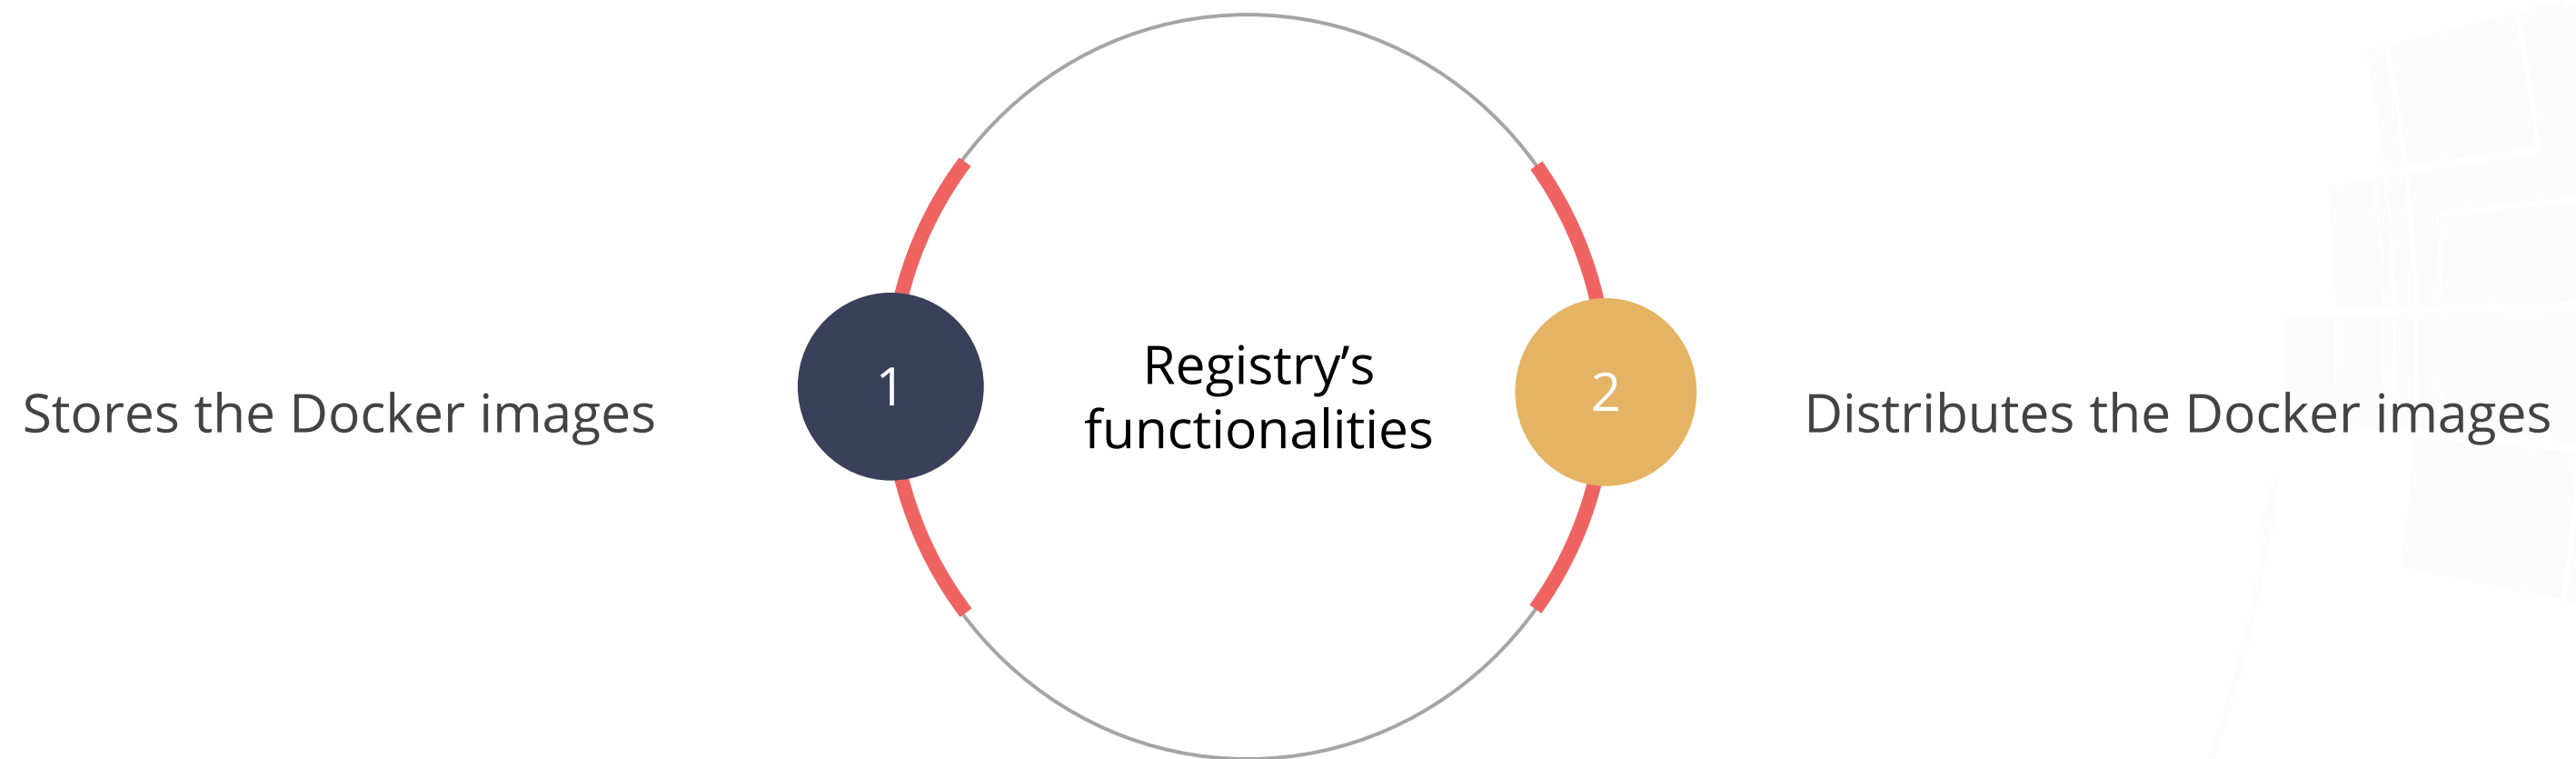 Stores the Docker images
1
Registry’s
functionalities
2
Distributes the Docker images